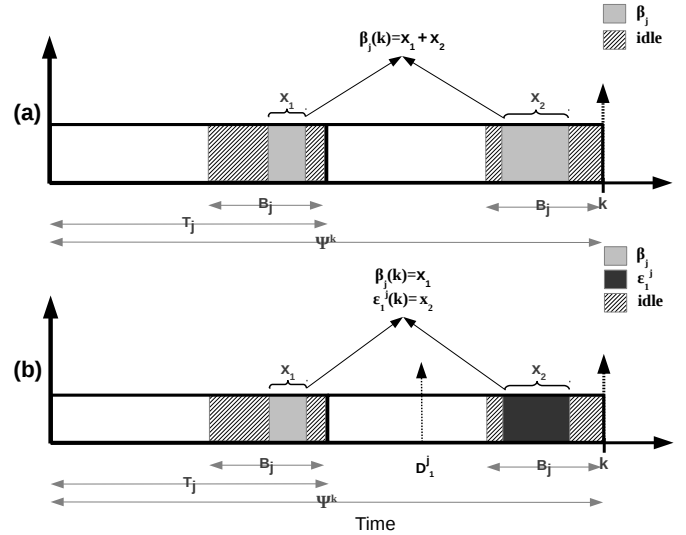 β_j
idle
β_j(k)=x_1 + x_2
(a)
x_1
x_2
B_j
B_j
k
T_j
Ψ^k
β_j
ε_1^j
idle
β_j(k)=x_1
ε_1^j(k)=x_2
(b)
x_1
x_2
B_j
D_1^j
B_j
k
T_j
Ψ^k
Time